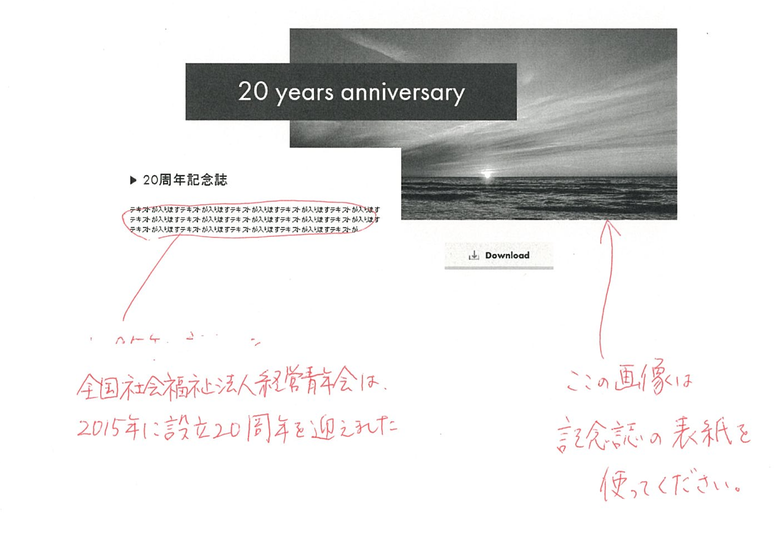 20 years anniversary
▶ 20周年記念誌
テキストが入りますテキストが入りますテキストが入りますテキストが入りますテキストが入ります
テキストが入りますテキストが入りますテキストが入りますテキストが入りますテキストが入ります
テキストが入りますテキストが入りますテキストが入りますテキストが入りますテキストが
Download
全国社会福祉法人経営青年会は、
2015年に設立20周年を迎えました
ここの画像は
記念誌の表紙を
使ってください。